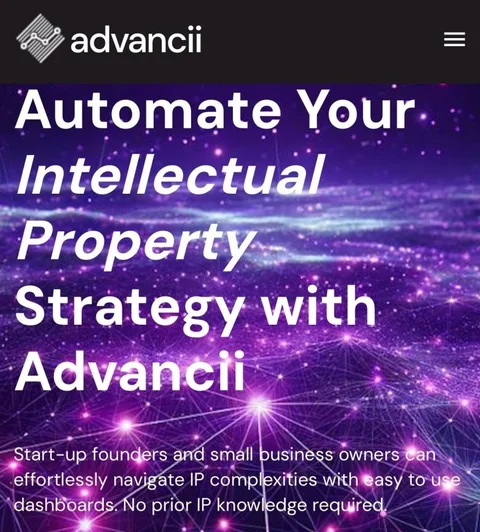 advancii
Automate Your
Intellectual
Property
Strategy with
Advancii
Start-up founders and small business owners can
effortlessly navigate IP complexities with easy to use
dashboards. No prior IP knowledge required.